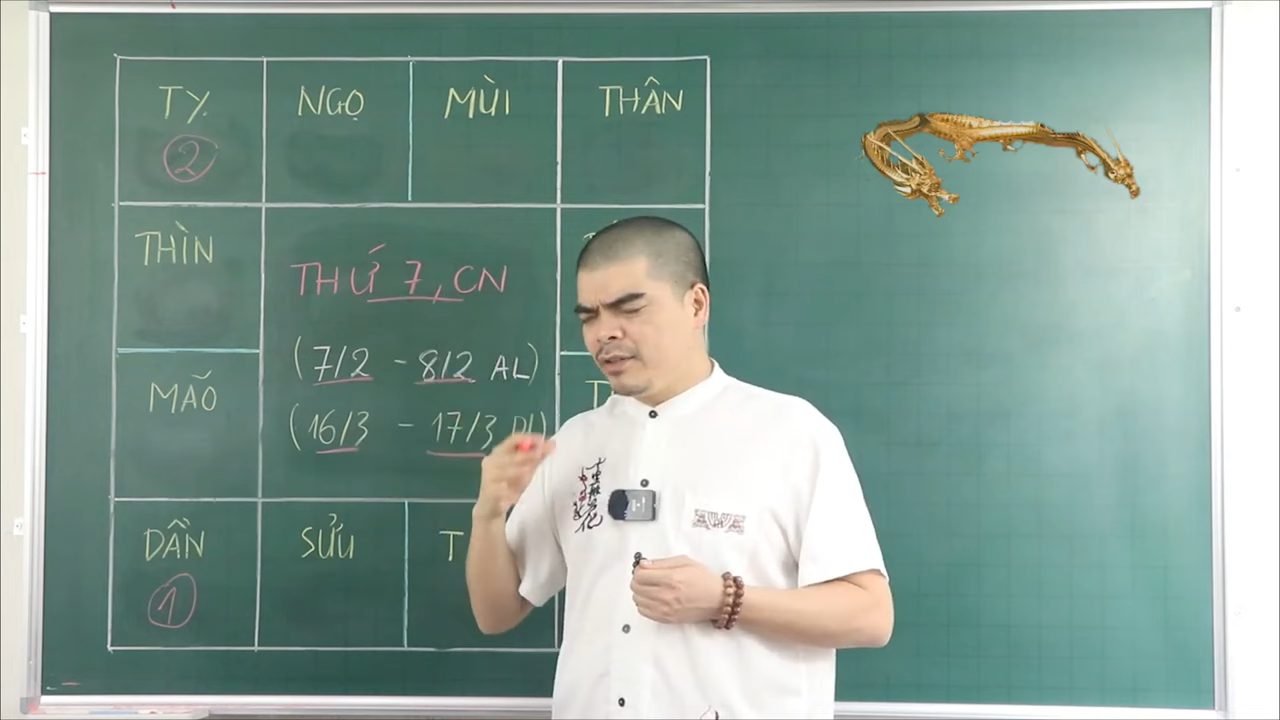 TỴ
NGỌ
MÙI
THÂN
2
THÌN
THỨ 7, CN
(7/2 - 8/2 AL)
MÃO
(16/3 - 17/3 DL)
DẦN
SỬU
1